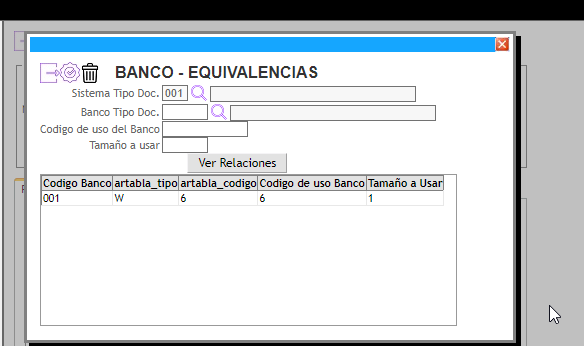 BANCO - EQUIVALENCIAS
Sistema Tipo Doc. 001
Banco Tipo Doc.
Codigo de uso del Banco
Tamaño a usar
Ver Relaciones
Codigo Banco artabla_tipo artabla_codigo Codigo de uso Banco Tamaño a Usar
001 W 6 6 1